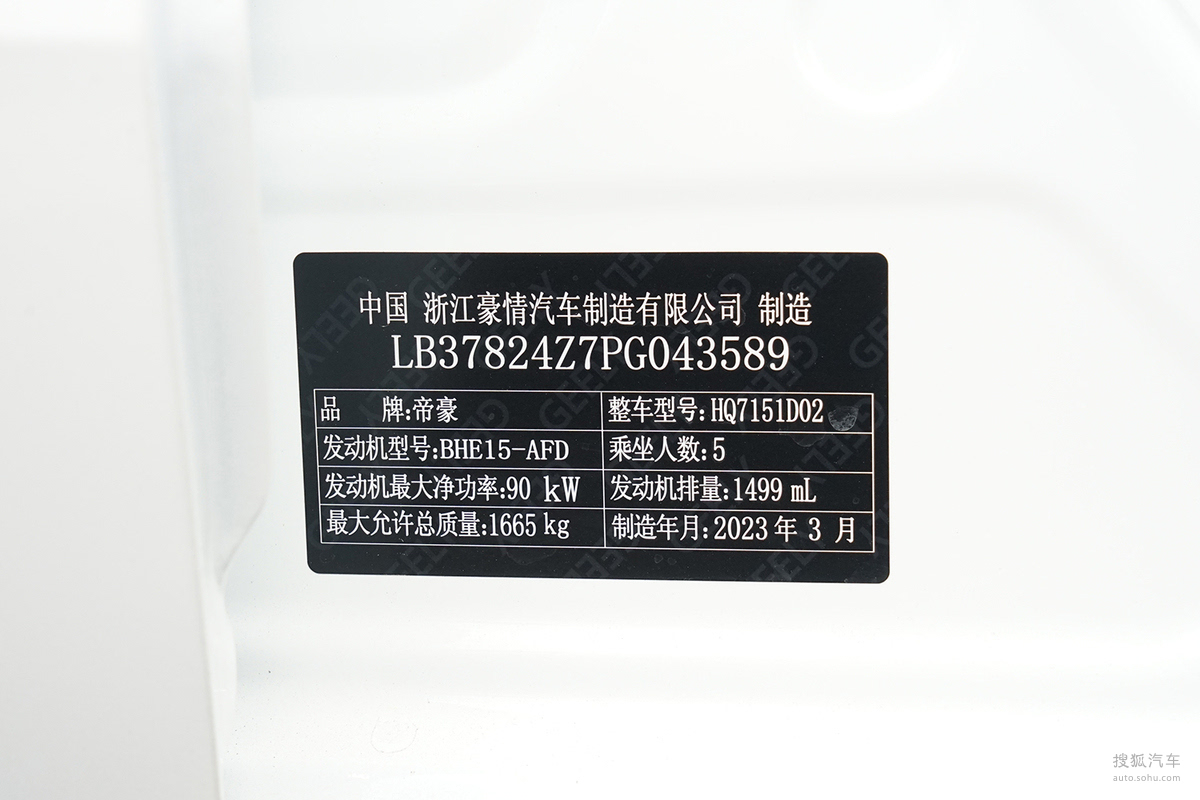 中国 浙江豪情汽车制造有限公司 制造
LB37824Z7PG043589
品 牌:帝豪 整车型号:HQ7151D02
发动机型号:BHE15-AFD 乘坐人数:5
发动机最大净功率:90 kW 发动机排量:1499 mL
最大允许总质量:1665 kg 制造年月:2023 年 3 月
搜狐汽车
auto.sohu.com